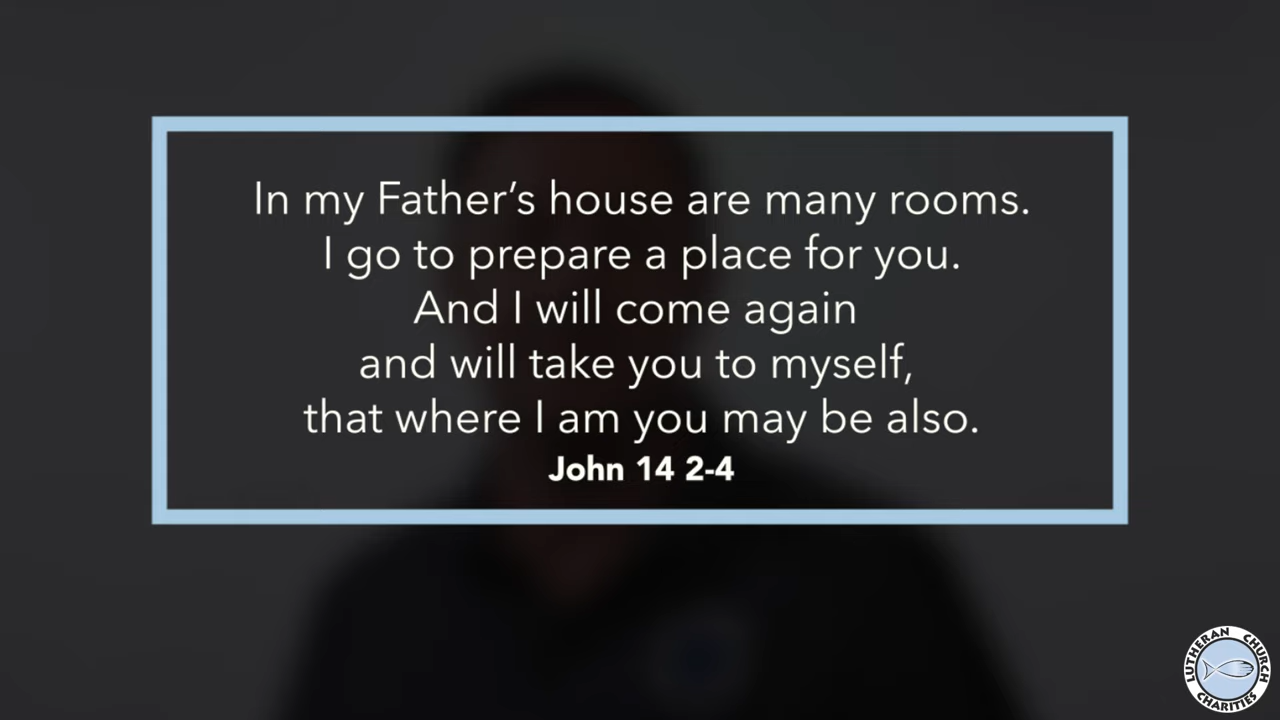 In my Father’s house are many rooms.
I go to prepare a place for you.
And I will come again
and will take you to myself,
that where I am you may be also.
John 14 2-4
LUTHERAN CHURCH
CHARITIES